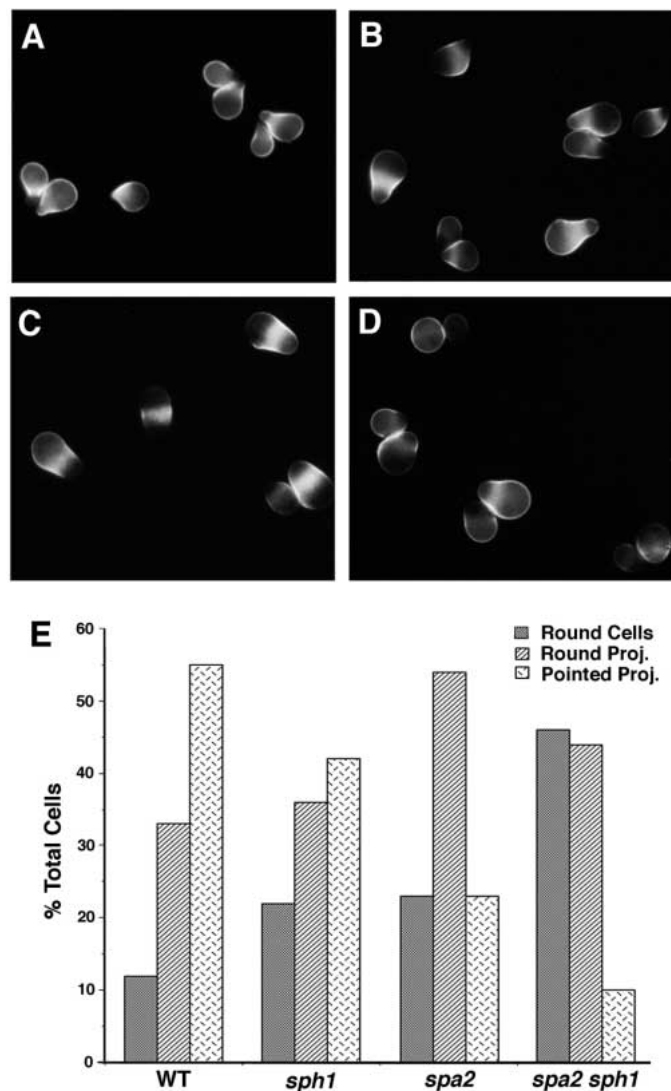 A
B
C
D
E
60
50
40
30
20
10
0
% Total Cells
Round Cells
Round Proj.
Pointed Proj.
WT
sph1
spa2
spa2 sph1